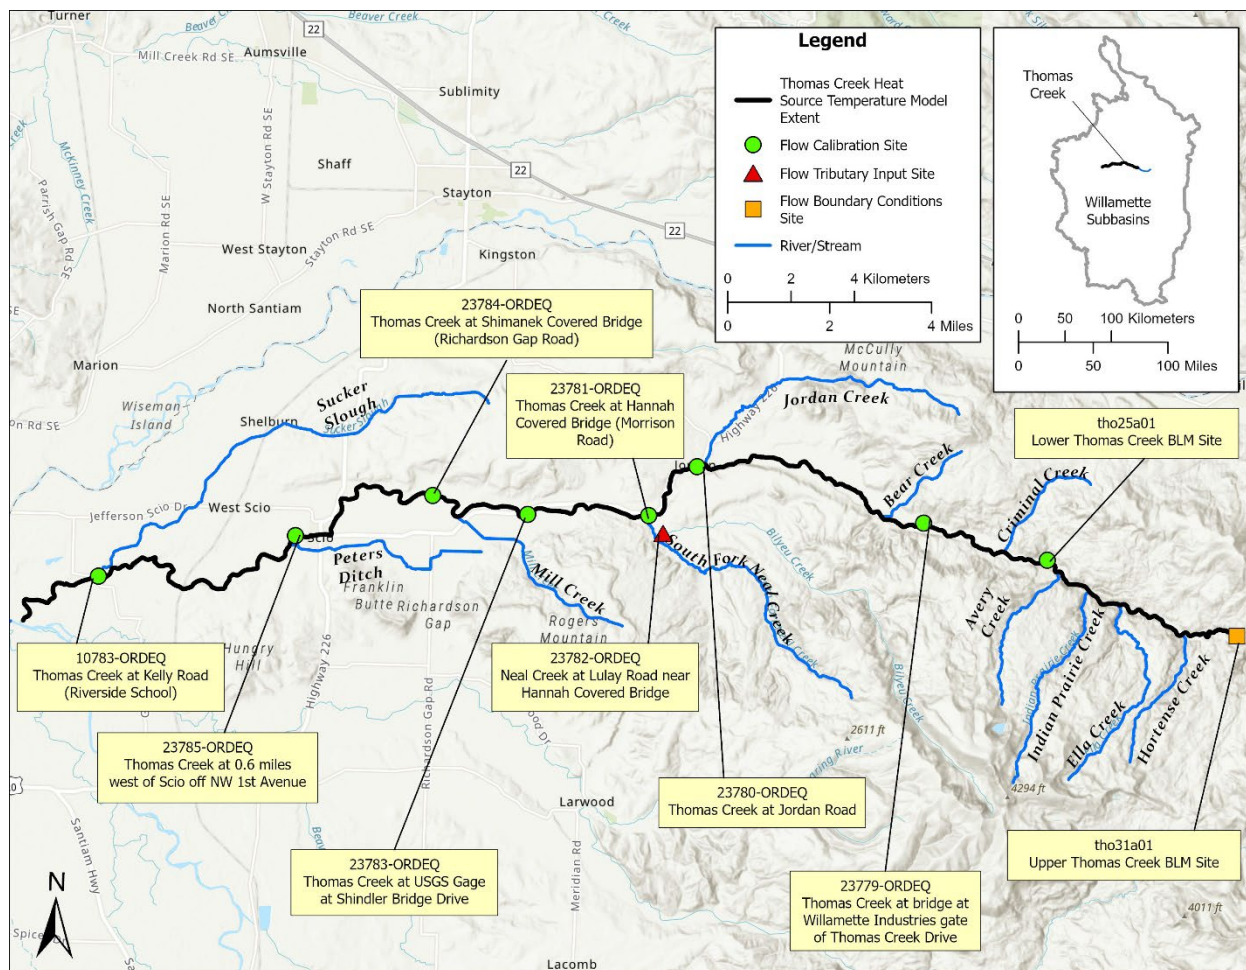 Turner
Beaver Creek
Beaver Creek
22
Aumsville
Mill Creek Rd SE
Sublimity
W Stayton Rd SE
McKinney Creek
Shaff
22
Stayton
Parrish Gap Rd SE
Marion Rd SE
West Stayton
Stayton Rd SE
22
Kingston
North Santiam
Marion
Wiseman
Island
Shelburn
Legend
Thomas Creek Heat
Source Temperature Model
Extent
Flow Calibration Site
Flow Tributary Input Site
Flow Boundary Conditions
Site
River/Stream
0 2 4 Kilometers
0 2 4 Miles
Thomas
Creek
Willamette
Subbasins
0 50 100 Kilometers
0 50 100 Miles
McCully
Mountain
23784-ORDEQ
Thomas Creek at Shimanek Covered Bridge
(Richardson Gap Road)
23781-ORDEQ
Thomas Creek at Hannah
Covered Bridge (Morrison
Road)
tho25a01
Lower Thomas Creek BLM Site
Sucker
Slough
Sucker Slough
Highway 226
Jordan Creek
Bear Creek
Criminal Creek
Jefferson Scio Dr
West Scio
Scio
Peters
Ditch
Franklin
Butte
Richardson
Gap
Mill Creek
Rogers
Mountain
South Fork Neal Creek
Bilyeu Creek
Bilyeu Creek
Avery
Creek
Indian Prairie Creek
Indian Prairie Creek
Ella Creek
Hortense Creek
Hungry
Hill
Highway 226
Richardson Gap Rd
10783-ORDEQ
Thomas Creek at Kelly Road
(Riverside School)
23782-ORDEQ
Neal Creek at Lulay Road near
Hannah Covered Bridge
23785-ORDEQ
Thomas Creek at 0.6 miles
west of Scio off NW 1st Avenue
2611 ft
4294 ft
Larwood
23780-ORDEQ
Thomas Creek at Jordan Road
tho31a01
Upper Thomas Creek BLM Site
23783-ORDEQ
Thomas Creek at USGS Gage
at Shindler Bridge Drive
Meridian Rd
23779-ORDEQ
Thomas Creek at bridge at
Willamette Industries gate
of Thomas Creek Drive
4011 ft
Santiam Hwy
N
Lacomb